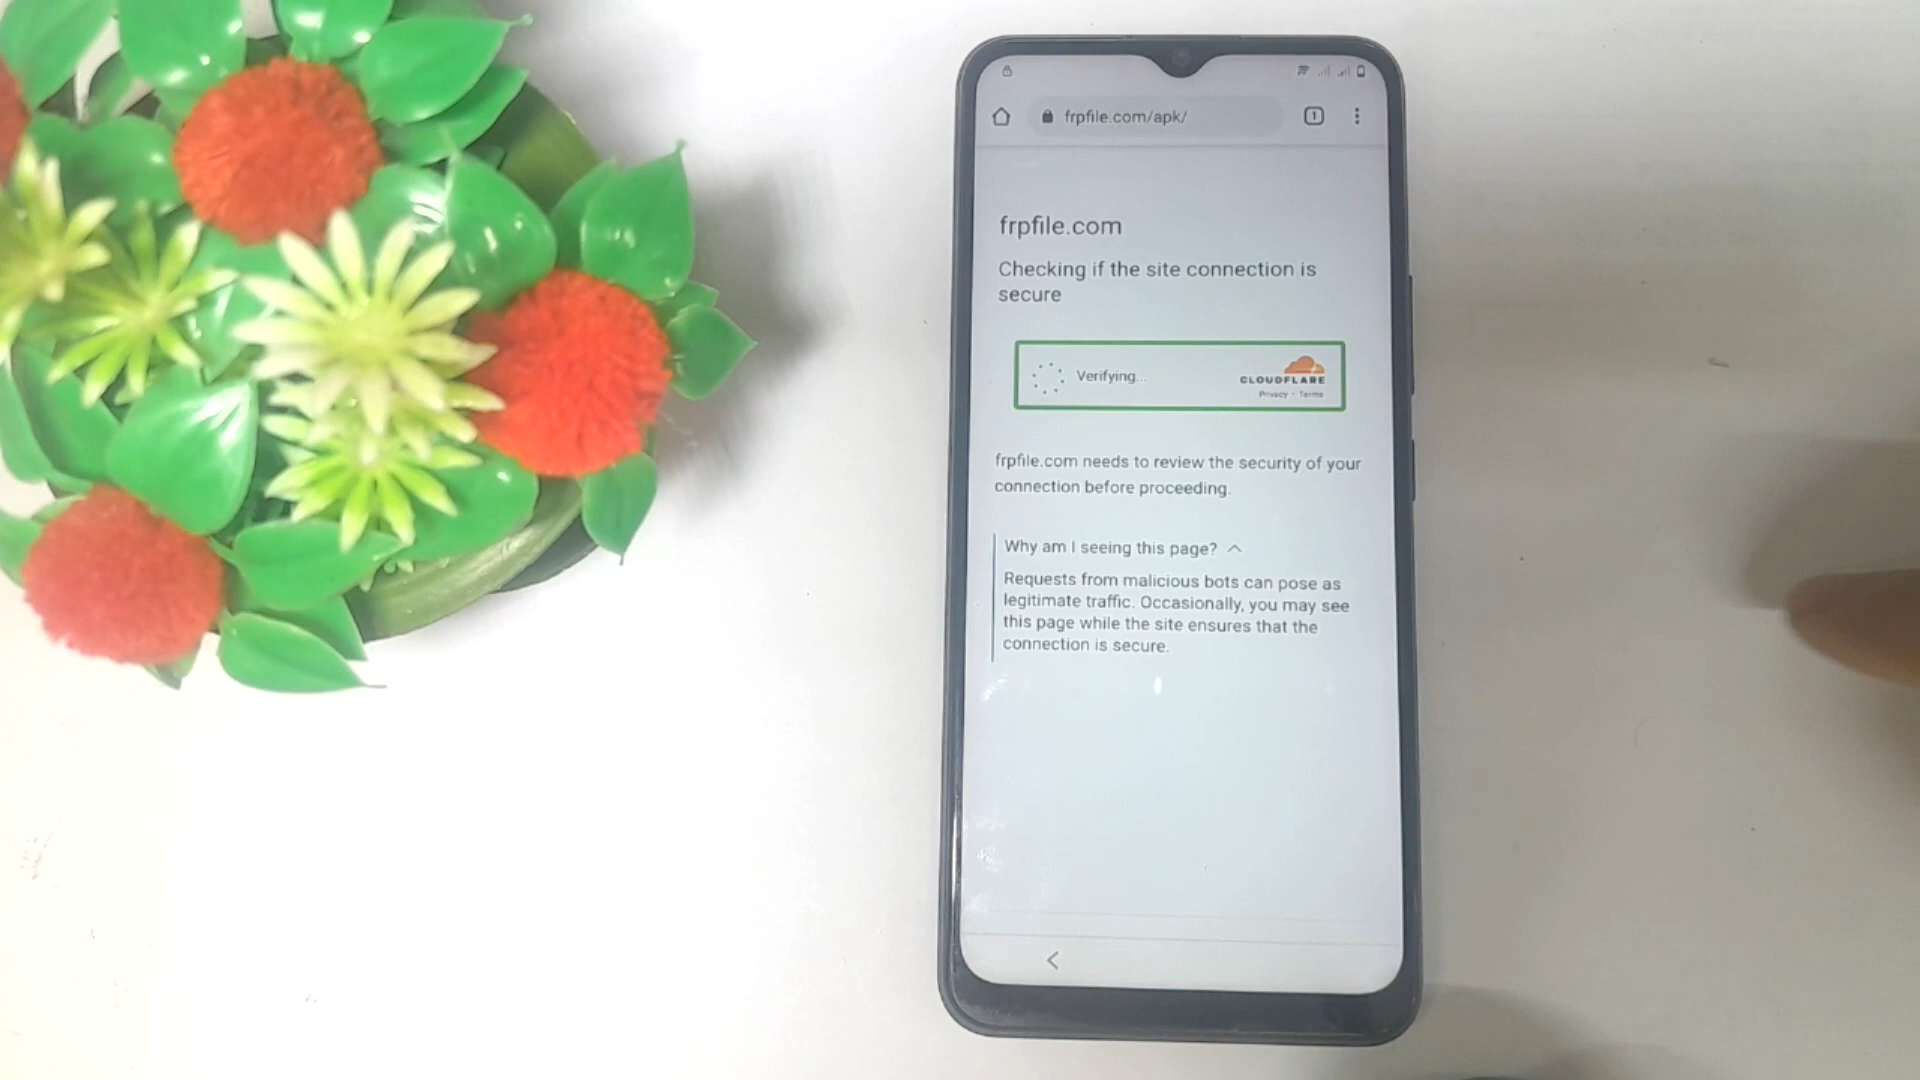 frpfile.com/apk/
1
frpfile.com
Checking if the site connection is
secure
Verifying...
CLOUDFLARE
Privacy • Terms
frpfile.com needs to review the security of your
connection before proceeding.
Why am I seeing this page?
Requests from malicious bots can pose as
legitimate traffic. Occasionally, you may see
this page while the site ensures that the
connection is secure.